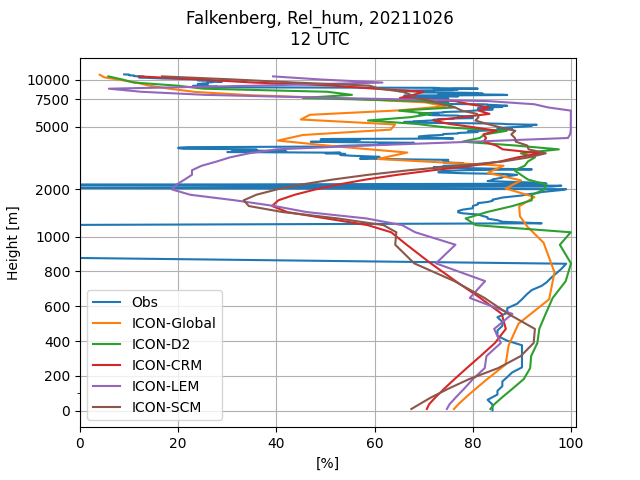 Falkenberg, Rel_hum, 20211026
12 UTC
10000
7500
5000
2000
1000
800
600
400
200
0
Height [m]
Obs
ICON-Global
ICON-D2
ICON-CRM
ICON-LEM
ICON-SCM
0 20 40 60 80 100
[%]